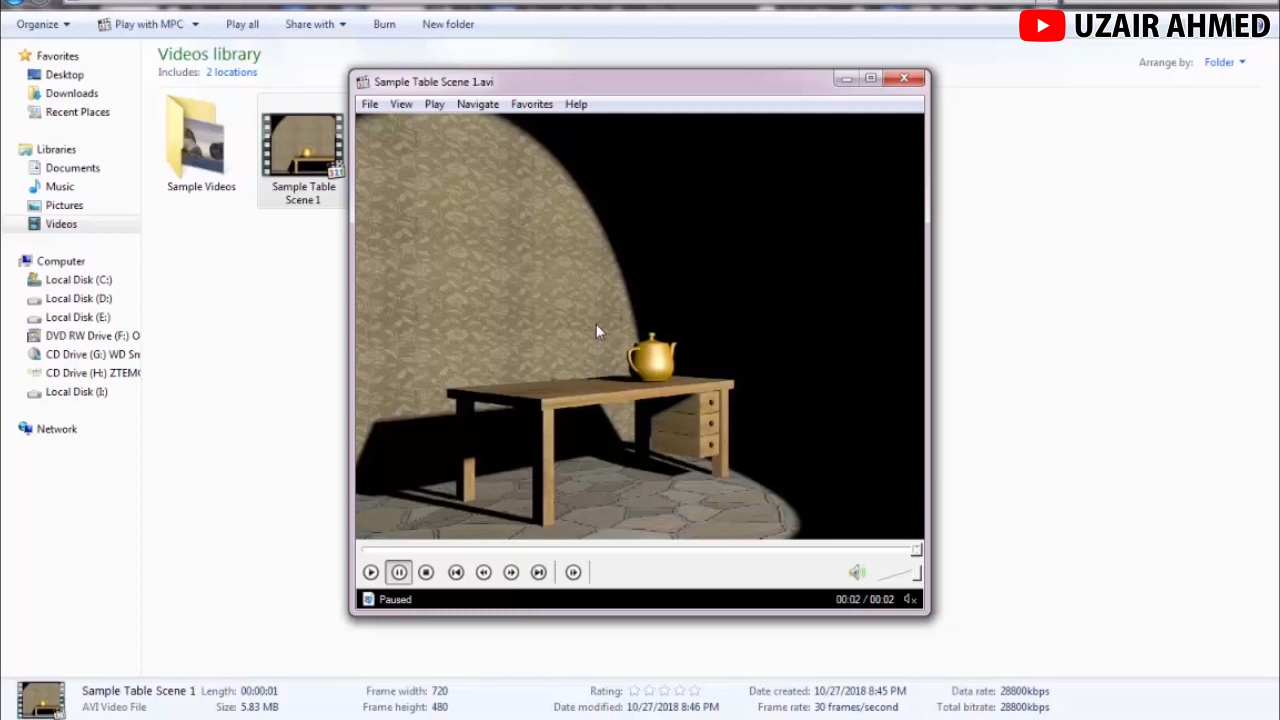 Organize
Play with MPC
Play all
Share with
Burn
New folder
UZAIR AHMED
Favorites
Desktop
Downloads
Recent Places
Libraries
Documents
Music
Pictures
Videos
Computer
Local Disk (C:)
Local Disk (D:)
Local Disk (E:)
DVD RW Drive (F:) O
CD Drive (G:) WD Sm
CD Drive (H:) ZTEMO
Local Disk (I:)
Network
Videos library
Includes: 2 locations
Arrange by: Folder
Sample Videos
Sample Table
Scene 1
Sample Table Scene 1.avi
File View Play Navigate Favorites Help
Paused
00:02 / 00:02
Sample Table Scene 1 Length: 00:00:01 Frame width: 720 Rating: Date created: 10/27/2018 8:45 PM Data rate: 28800kbps
AVI Video File Size: 5.83 MB Frame height: 480 Date modified: 10/27/2018 8:46 PM Frame rate: 30 frames/second Total bitrate: 28800kbps